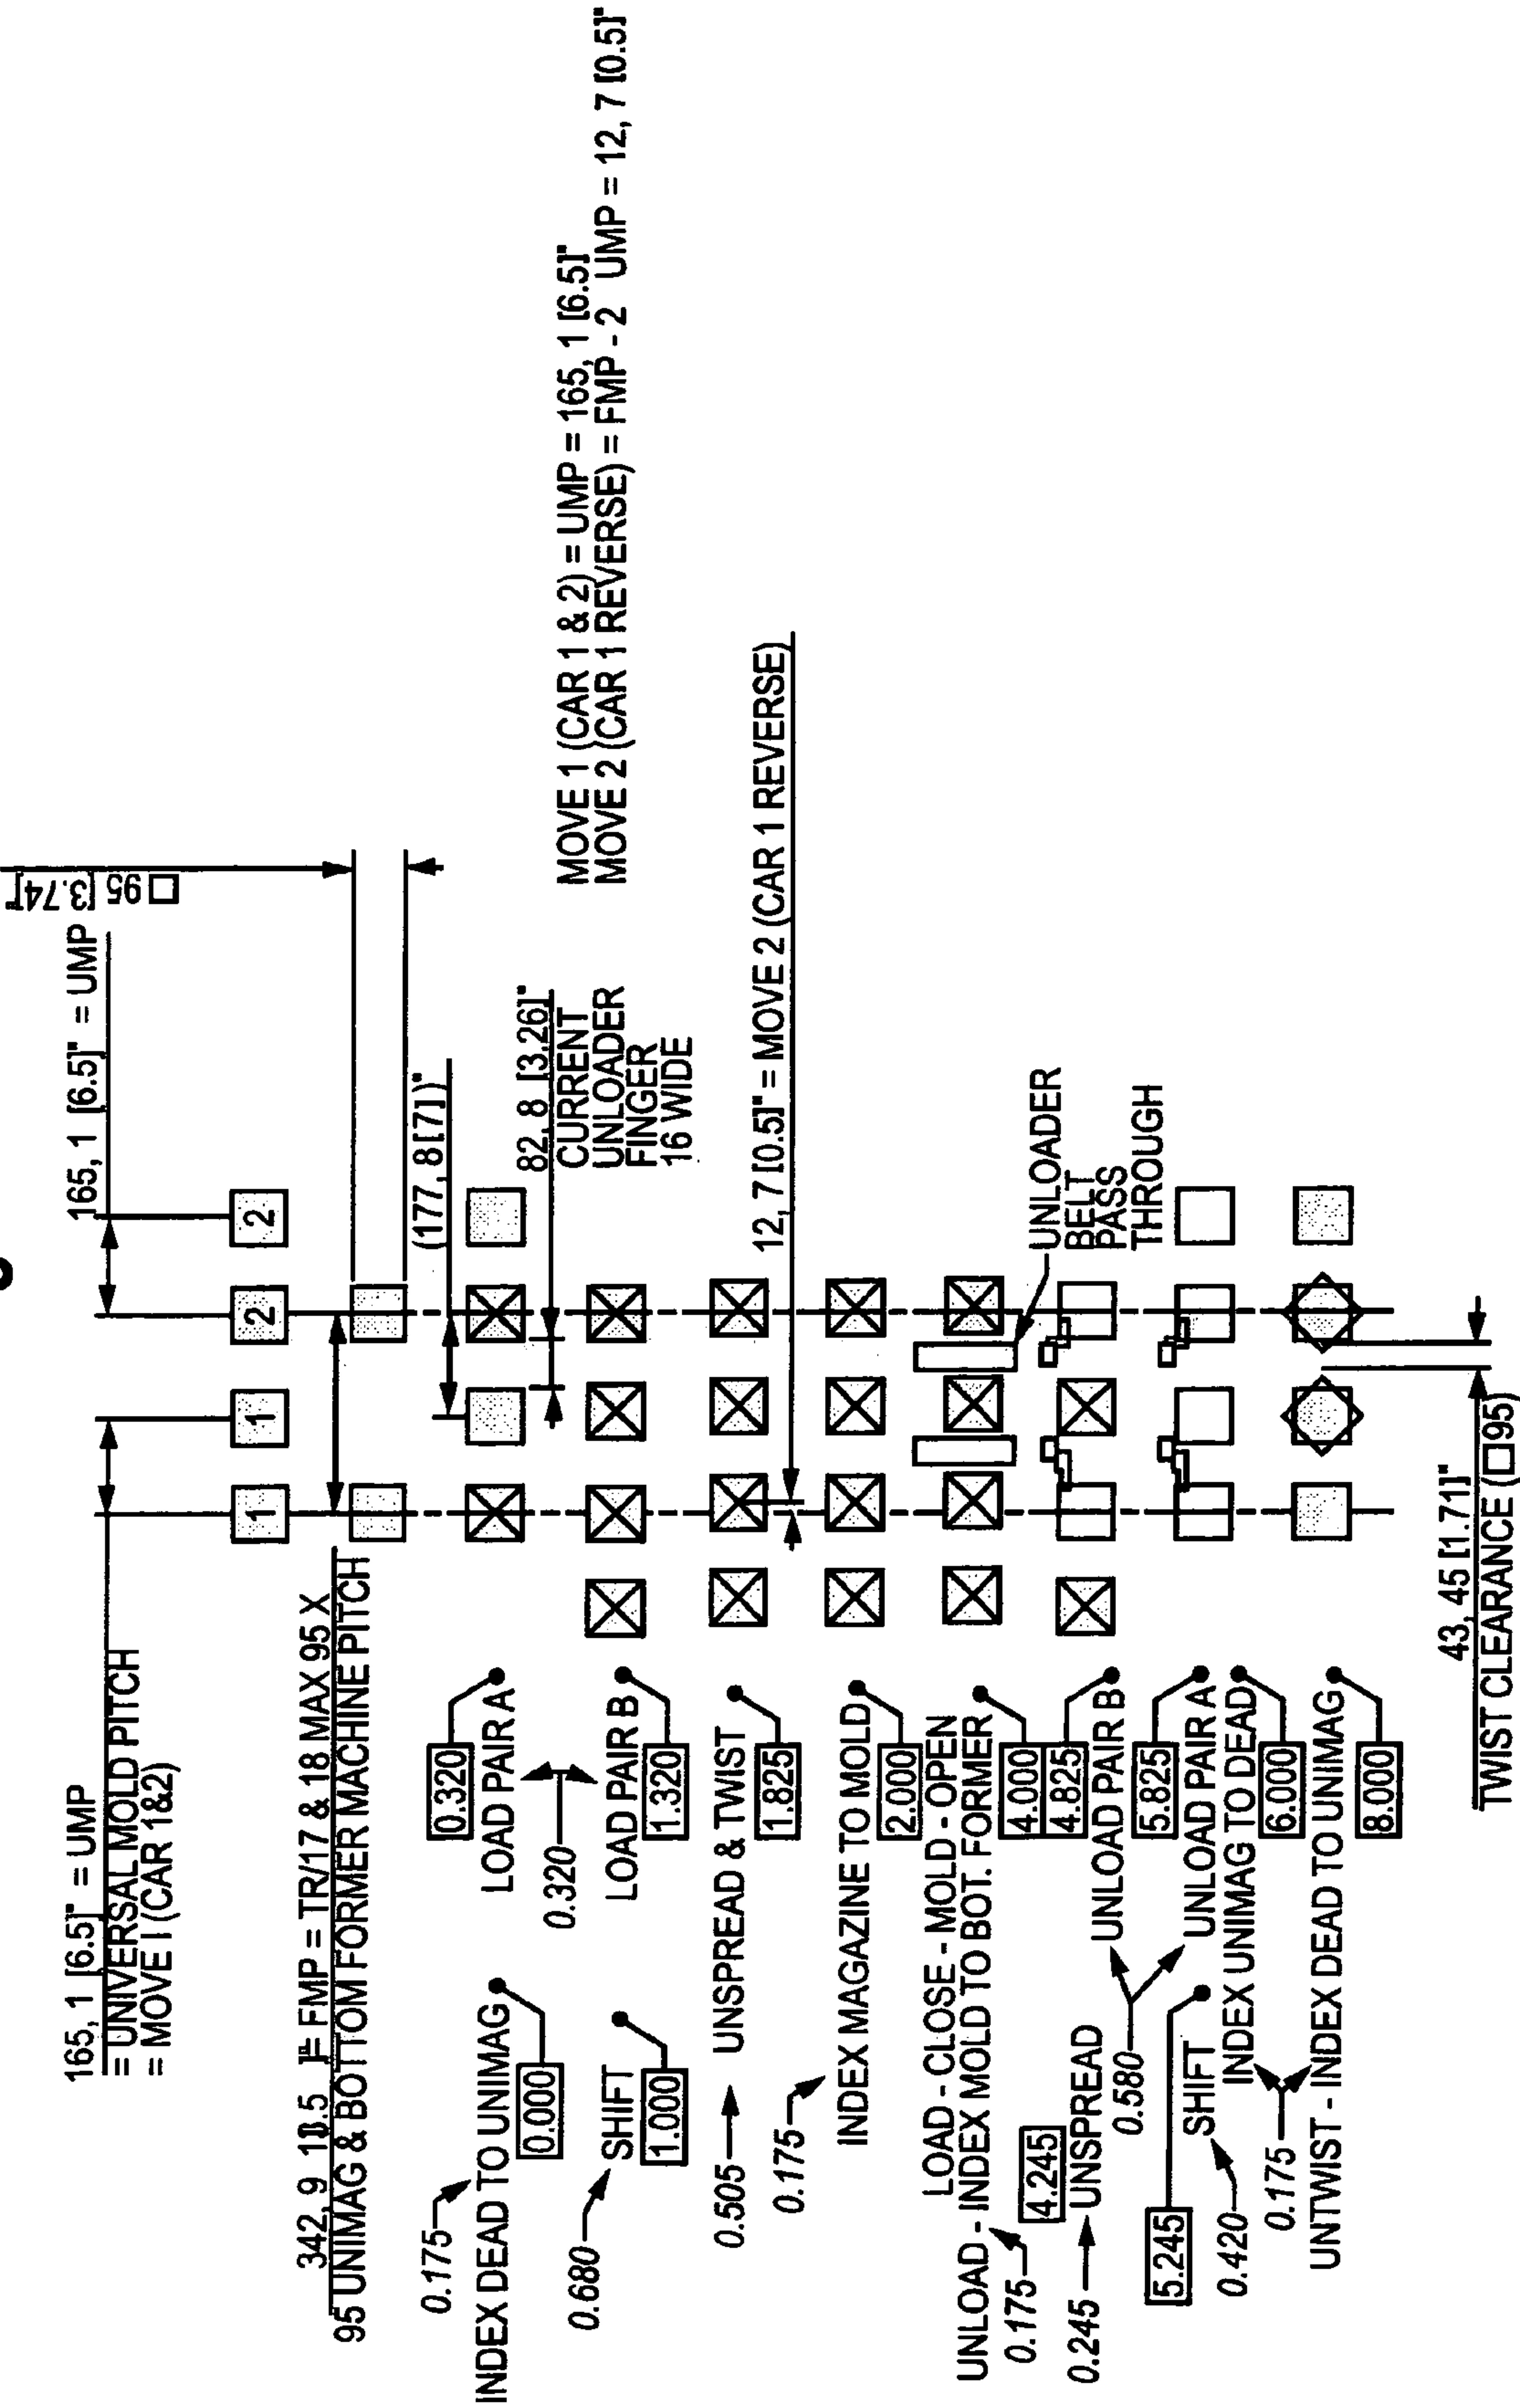 165, 1 [6.5]" = UMP
= UNIVERSAL MOLD PITCH
= MOVE I (CAR 1&2)
165, 1 [6.5]" = UMP
□ 95 [3.74]"
1
1
2
2
342, 9 1
.5 ]"= FMP = TR/17 & 18 MAX 95 X
95 UNIMAG & BOTTOM FORMER MACHINE PITCH
(177, 8[7])"
82, 8 [3,26]"
CURRENT
UNLOADER
FINGER
16 WIDE
MOVE 1 (CAR 1 & 2) = UMP = 165, 1 [6.5]"
MOVE 2 (CAR 1 REVERSE) = FMP - 2 UMP = 12, 7 [0.5]"
12, 7 [0.5]" = MOVE 2 (CAR 1 REVERSE)
0.175
INDEX DEAD TO UNIMAG
0.000
0.320
LOAD PAIR A
0.320
0.680
SHIFT
1.000
LOAD PAIR B
1.320
0.505
UNSPREAD & TWIST
1.825
0.175
INDEX MAGAZINE TO MOLD
2.000
LOAD - CLOSE - MOLD - OPEN
UNLOAD - INDEX MOLD TO BOT. FORMER
0.175
4.000
UNLOADER
BELT
PASS
THROUGH
4.245
4.825
0.245
UNSPREAD
UNLOAD PAIR B
0.580
5.245
5.825
SHIFT
UNLOAD PAIR A
0.420
INDEX UNIMAG TO DEAD
6.000
0.175
UNTWIST - INDEX DEAD TO UNIMAG
8.000
43, 45 [1.71]"
TWIST CLEARANCE (□95)